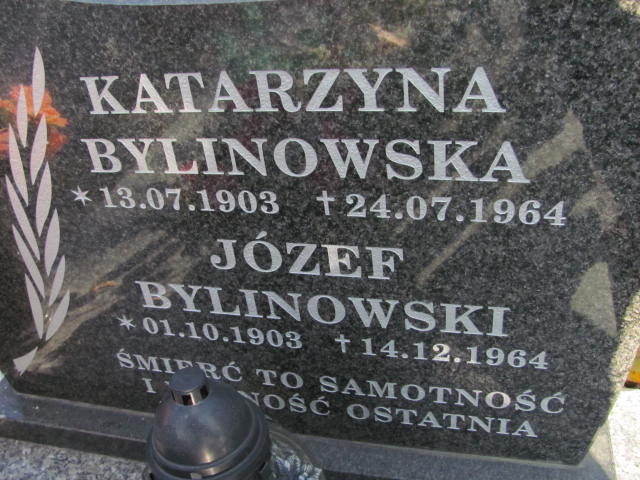 KATARZYNA
BYLINOWSKA
* 13.07.1903 † 24.07.1964
JÓZEF
BYLINOWSKI
* 01.10.1903 † 14.12.1964
ŚMIERĆ TO SAMOTNOŚĆ
I OSTATNIA